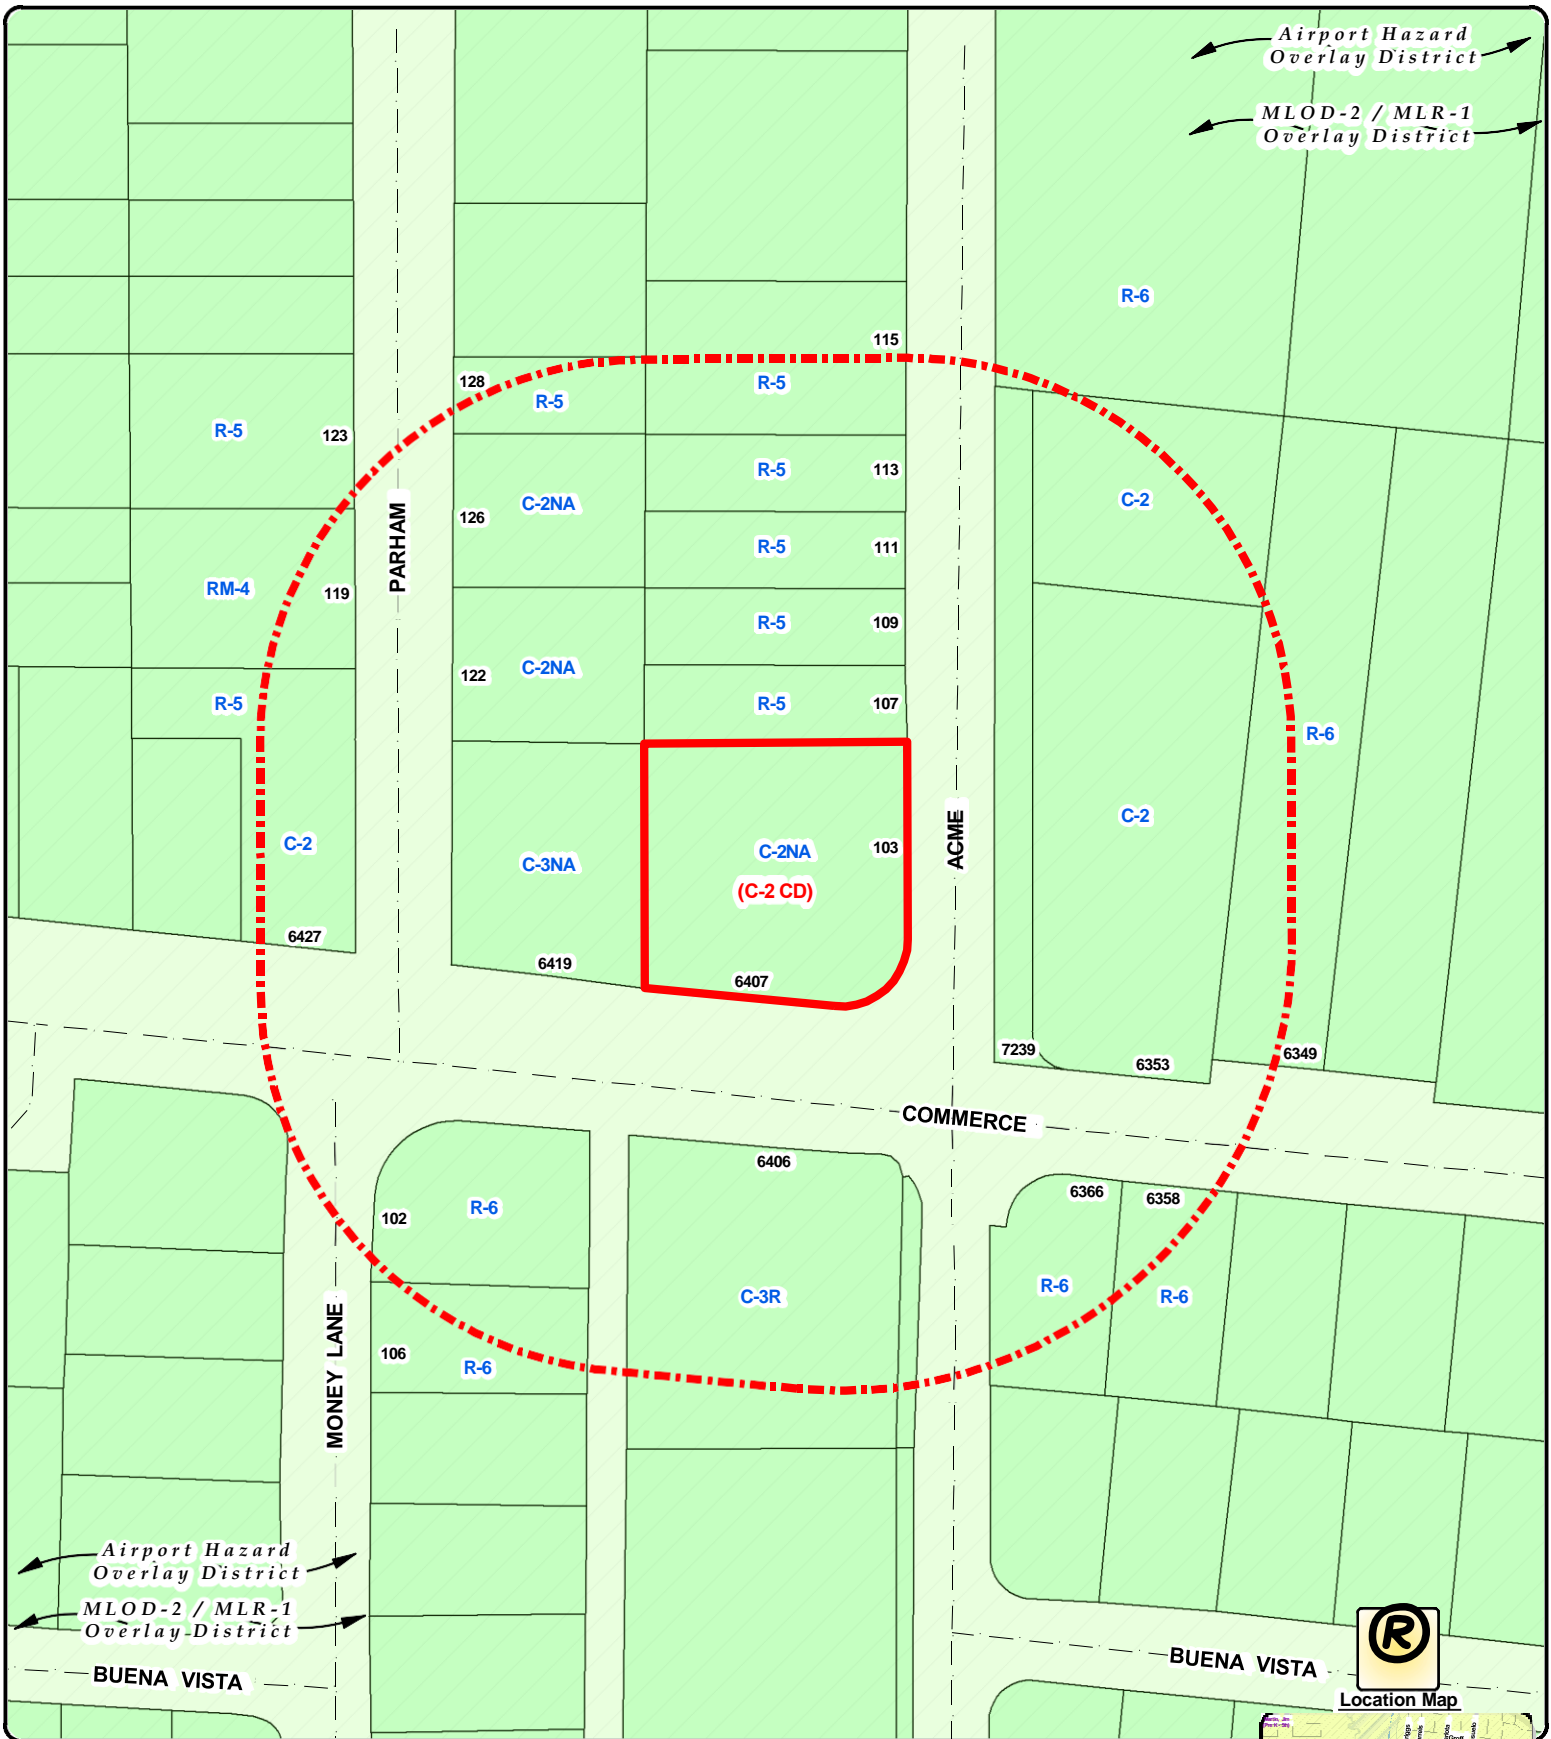 Airport Hazard
Overlay District
MLOD-2 / MLR-1
Overlay District
R-6
115
128
R-5
R-5
R-5
123
R-5
113
C-2NA
126
C-2
PARHAM
R-5
111
RM-4
119
R-5
109
C-2NA
122
R-5
R-5
107
R-6
C-2
C-2
C-3NA
C-2NA
103
(C-2 CD)
ACME
6427
6419
6407
7239
6353
6349
COMMERCE
6406
6366
6358
102
R-6
C-3R
R-6
R-6
106
R-6
MONEY LANE
Airport Hazard
Overlay District
MLOD-2 / MLR-1
Overlay District
BUENA VISTA
BUENA VISTA
R
Location Map